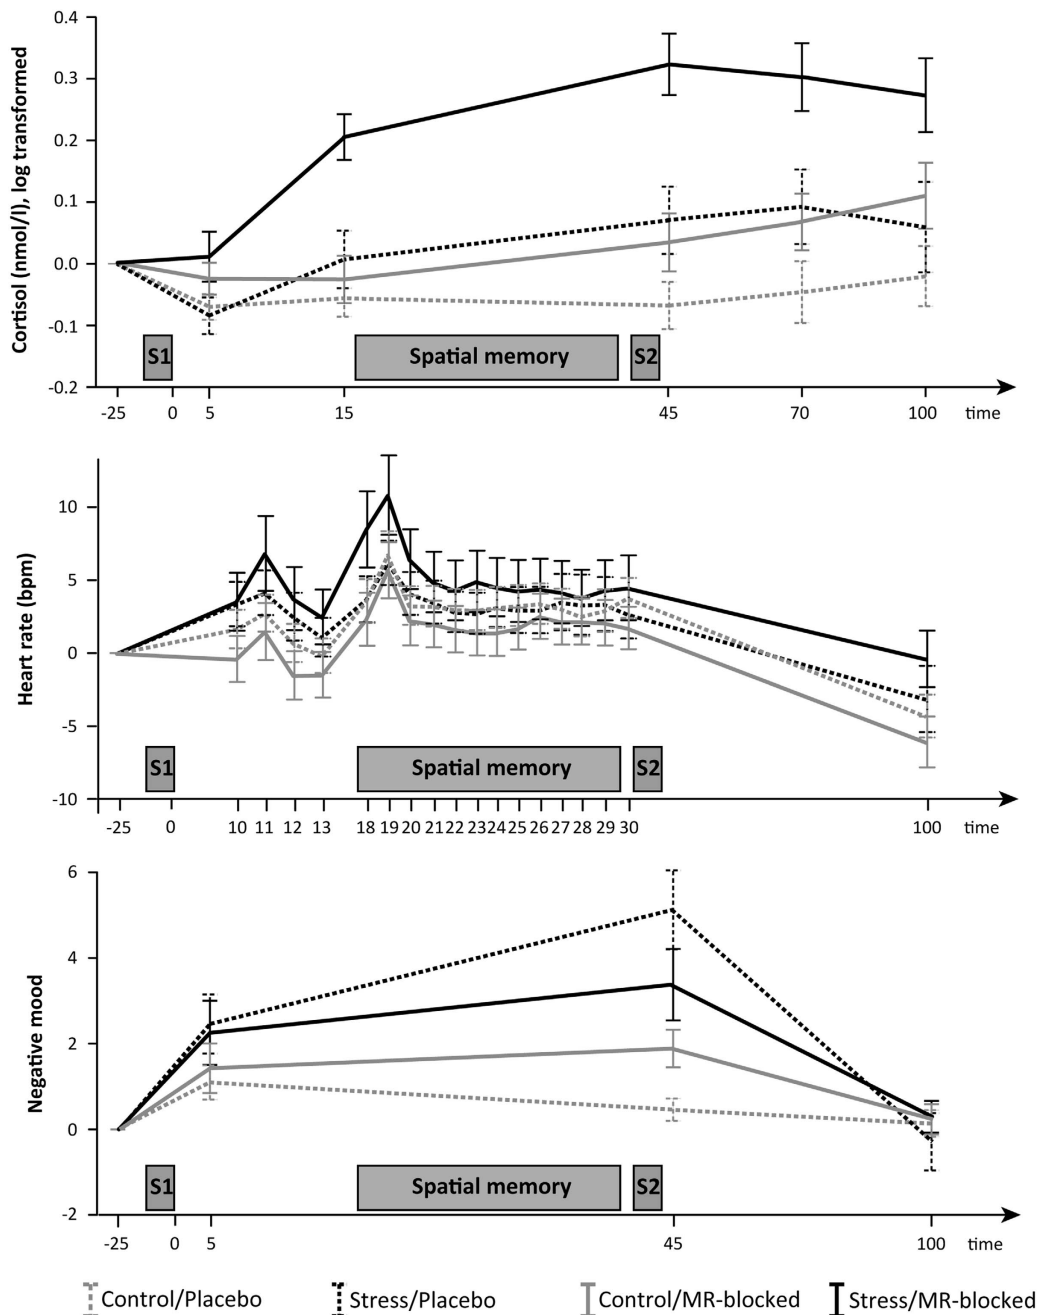 Cortisol (nmol/l), log transformed
0.4
0.3
0.2
0.1
0.0
-0.1
-0.2
S1 Spatial memory S2
-25 0 5 15 45 70 100 time
Heart rate (bpm)
10
5
0
-5
-10
S1 Spatial memory S2
-25 0 10 11 12 13 18 19 20 21 22 23 24 25 26 27 28 29 30 100 time
Negative mood
6
4
2
0
-2
S1 Spatial memory S2
-25 0 5 45 100 time
Control/Placebo Stress/Placebo Control/MR-blocked Stress/MR-blocked